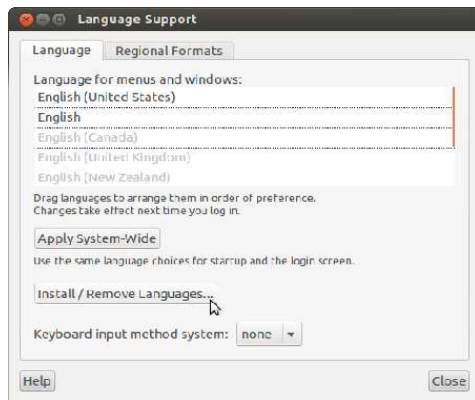 Language Support
Language Regional Formats
Language for menus and windows:
English (United States)
English
English (Canada)
English (United Kingdom)
English (New Zealand)
Drag languages to arrange them in order of preference.
Changes take effect next time you log in.
Apply System-Wide
Use the same language choices for startup and the login screen.
Install / Remove Languages...
Keyboard input method system: none
Help Close